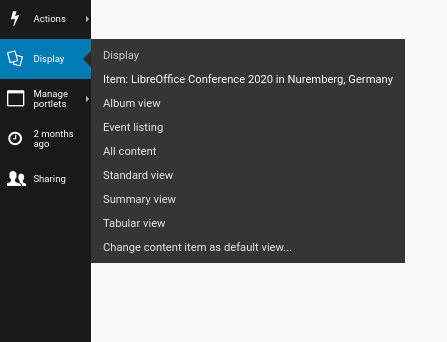 Actions
Display
Manage
portlets
2 months
ago
Sharing
Display
Item: LibreOffice Conference 2020 in Nuremberg, Germany
Album view
Event listing
All content
Standard view
Summary view
Tabular view
Change content item as default view...